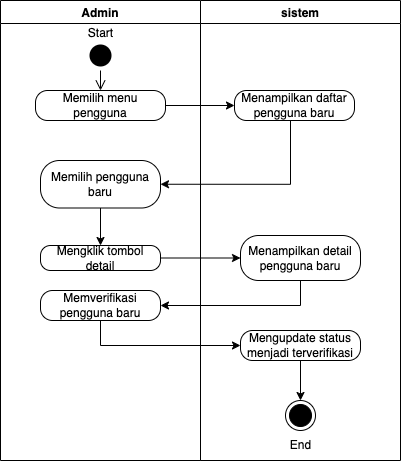 Admin
sistem
Start
Memilih menu
pengguna
Menampilkan daftar
pengguna baru
Memilih pengguna
baru
Mengklik tombol
detail
Menampilkan detail
pengguna baru
Memverifikasi
pengguna baru
Mengupdate status
menjadi terverifikasi
End